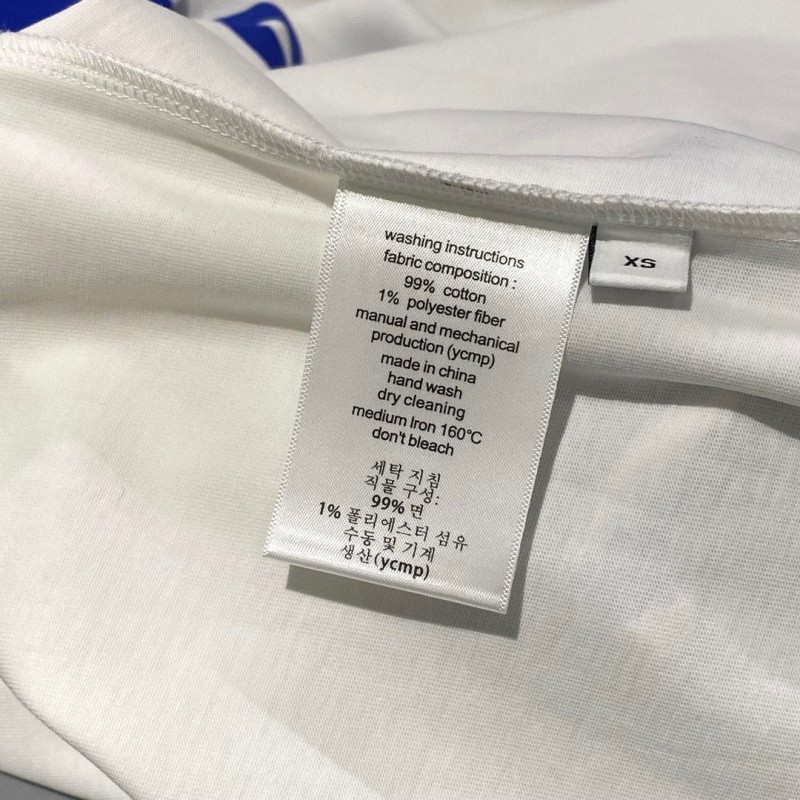 washing instructions
fabric composition :
99% cotton
1% polyester fiber
manual and mechanical
production (ycmp)
made in china
hand wash
dry cleaning
medium Iron 160°C
don't bleach
세탁 지침
직물 구성:
99% 면
1% 폴리에스터 섬유
수동 및 기계
생산(ycmp)
XS